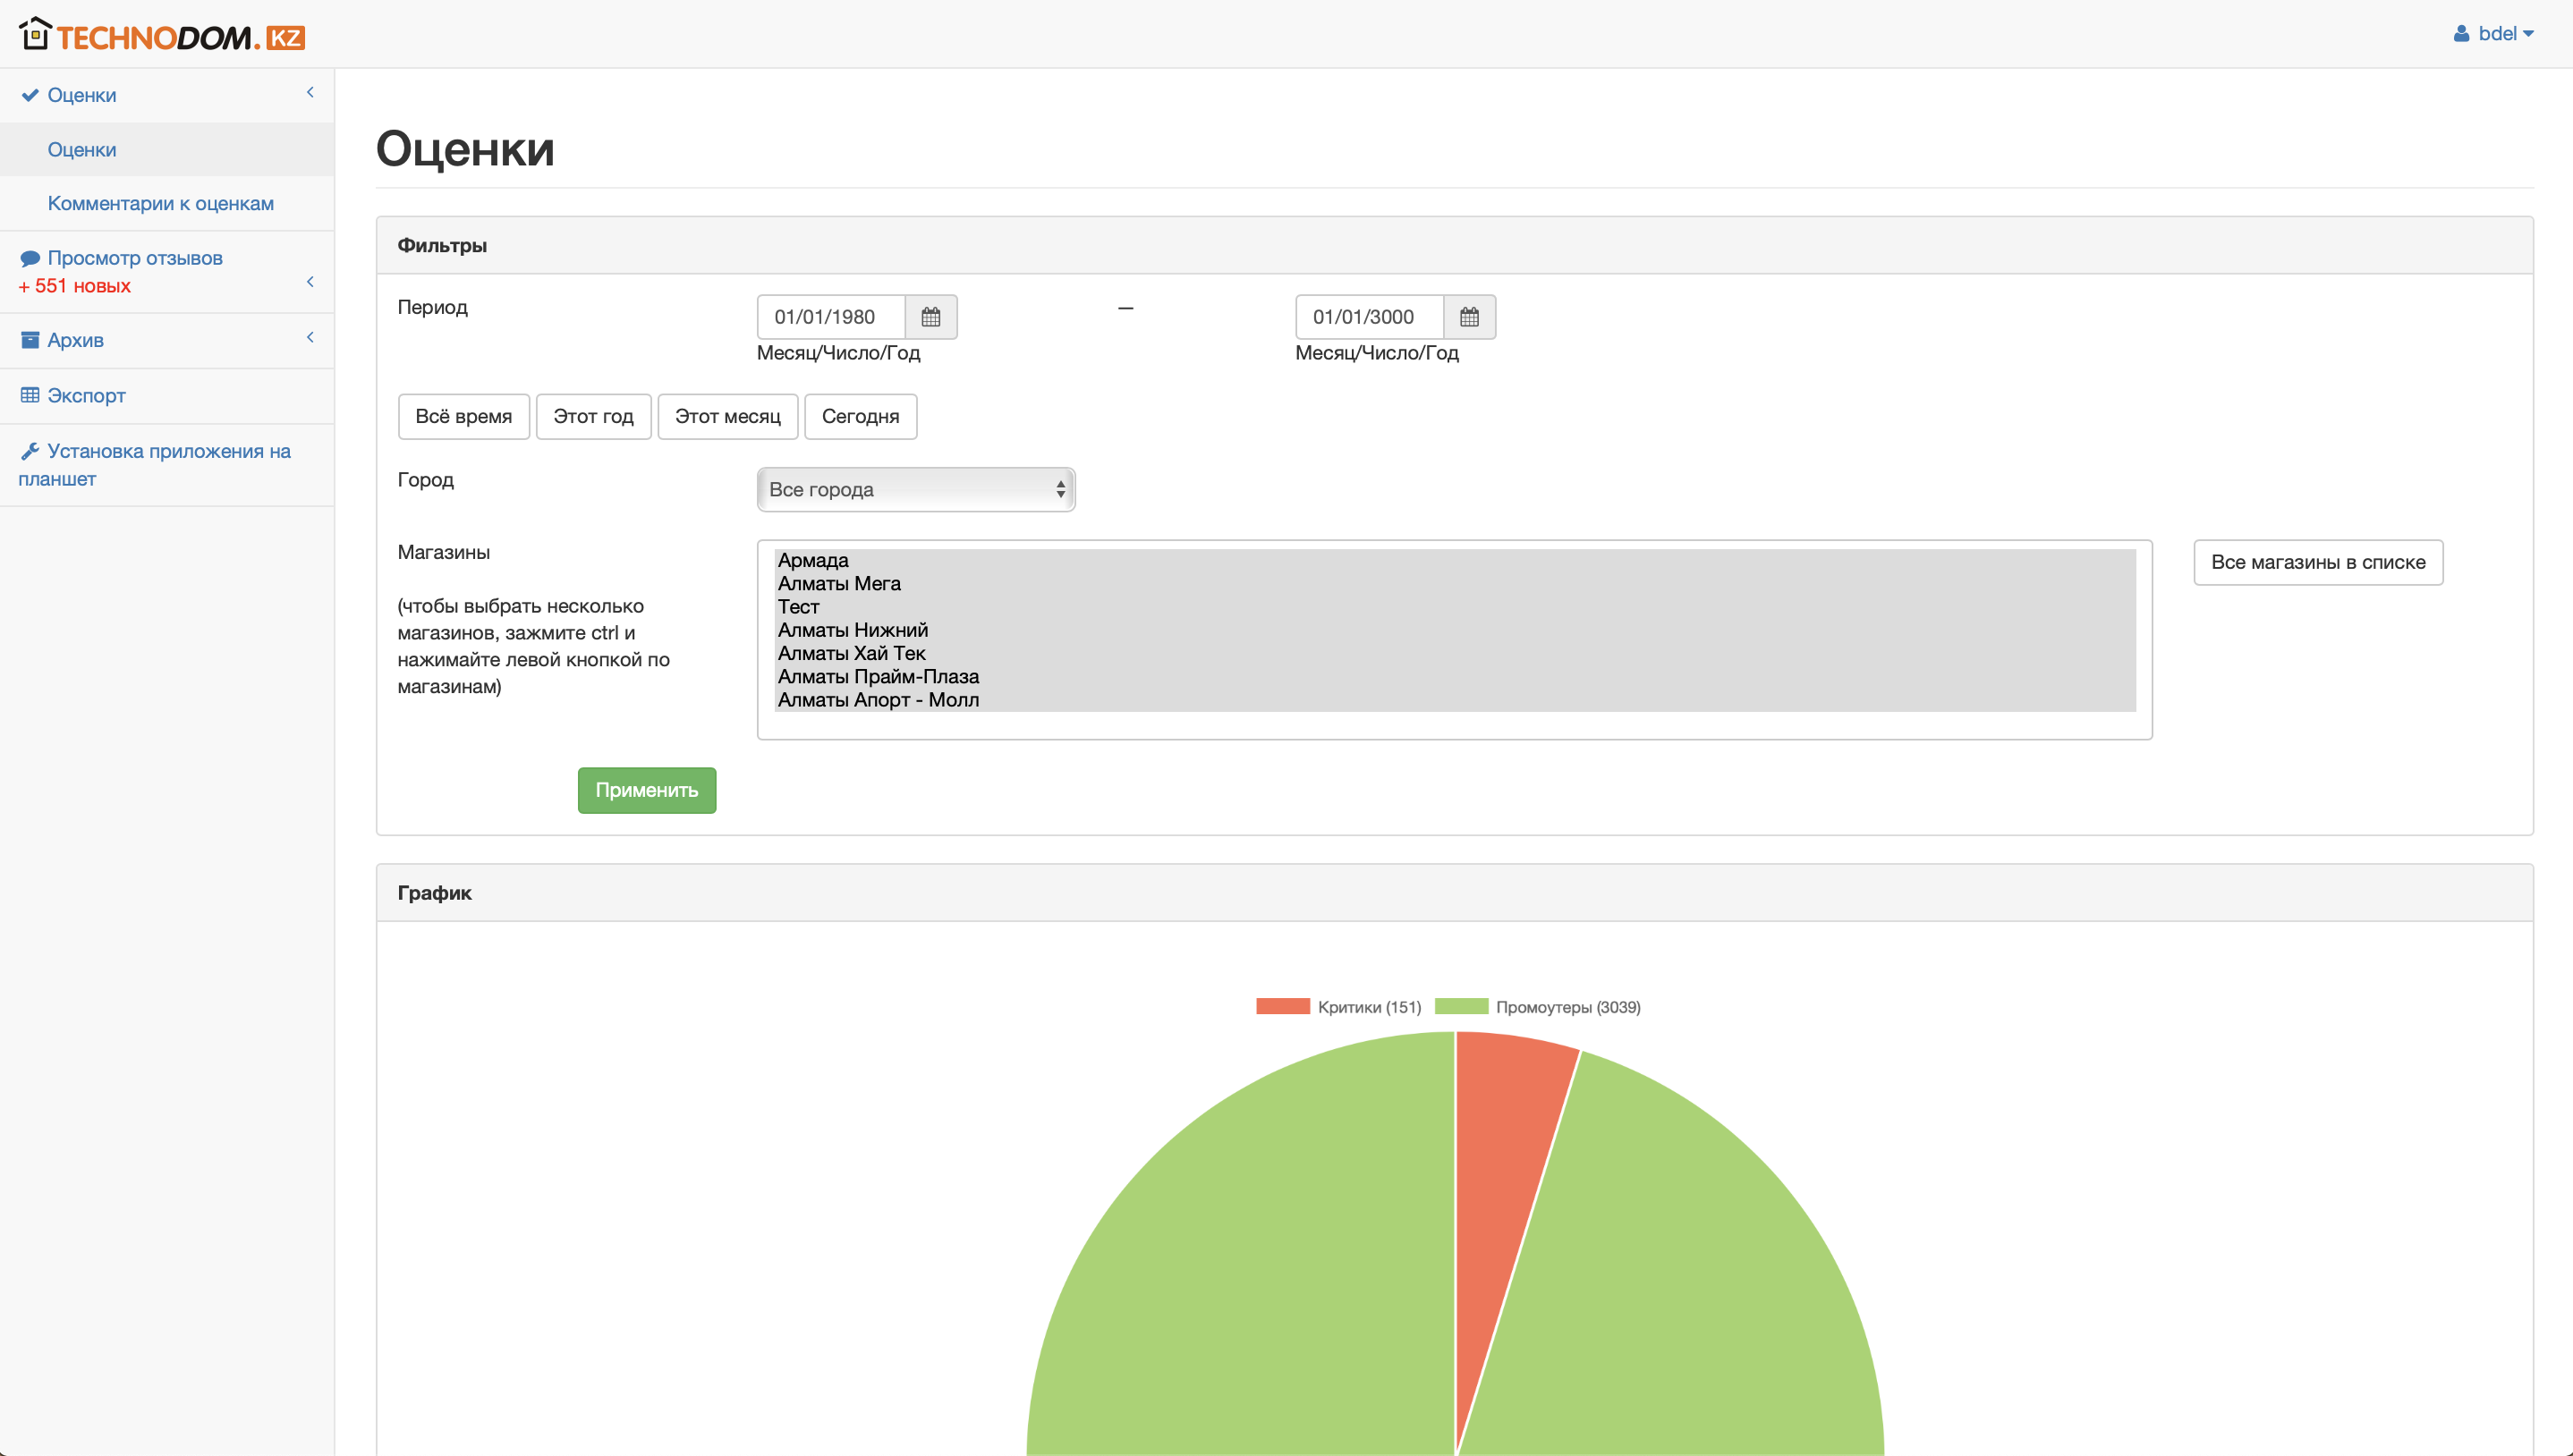 TECHNODOM.KZ
bdel
Оценки
Оценки
Комментарии к оценкам
Просмотр отзывов
+ 551 новых
Архив
Экспорт
Установка приложения на
планшет
Оценки
Фильтры
Период
01/01/1980
—
01/01/3000
Месяц/Число/Год
Месяц/Число/Год
Всё время
Этот год
Этот месяц
Сегодня
Город
Все города
Магазины
(чтобы выбрать несколько
магазинов, зажмите ctrl и
нажимайте левой кнопкой по
магазинам)
Армада
Алматы Мега
Тест
Алматы Нижний
Алматы Хай Тек
Алматы Прайм-Плаза
Алматы Апорт - Молл
Все магазины в списке
Применить
График
Критики (151)
Промоутеры (3039)